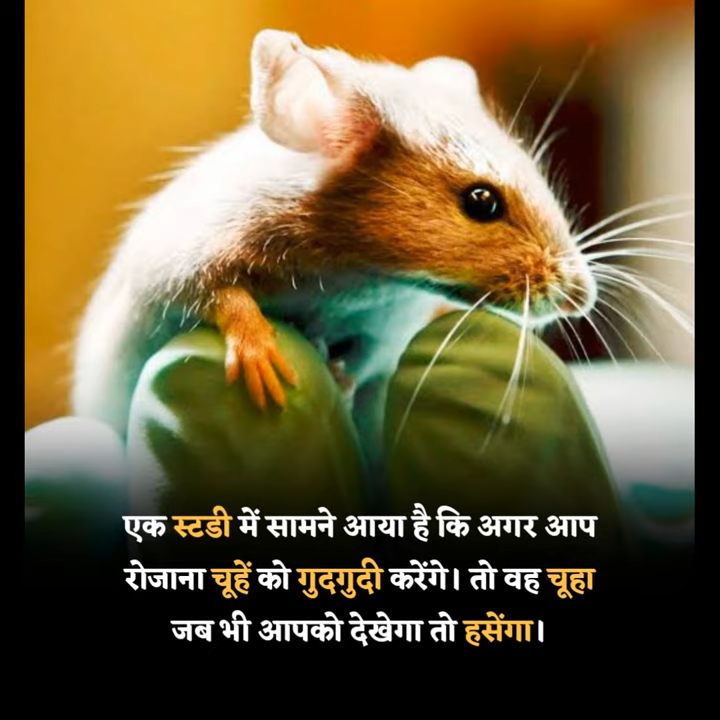 एक स्टडी में सामने आया है कि अगर आप
रोजाना चूहें को गुदगुदी करेंगे। तो वह चूहा
जब भी आपको देखेगा तो हसेंगा।